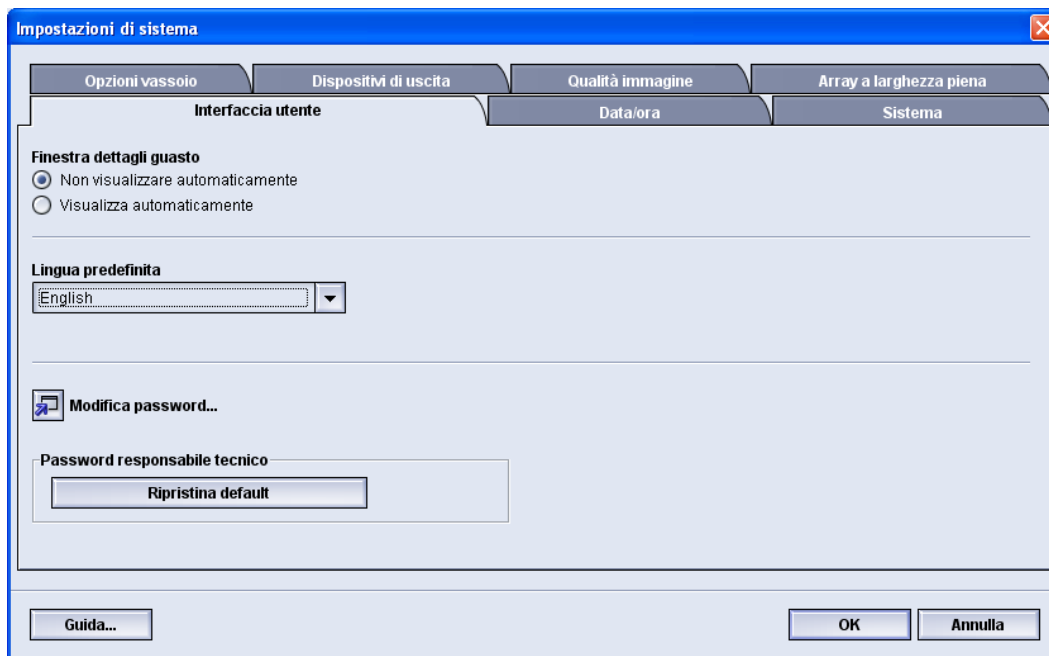 Impostazioni di sistema
Opzioni vassoio
Dispositivi di uscita
Qualità immagine
Array a larghezza piena
Interfaccia utente
Data/ora
Sistema
Finestra dettagli guasto
Non visualizzare automaticamente
Visualizza automaticamente
Lingua predefinita
English
Modifica password...
Password responsabile tecnico
Ripristina default
Guida...
OK
Annulla